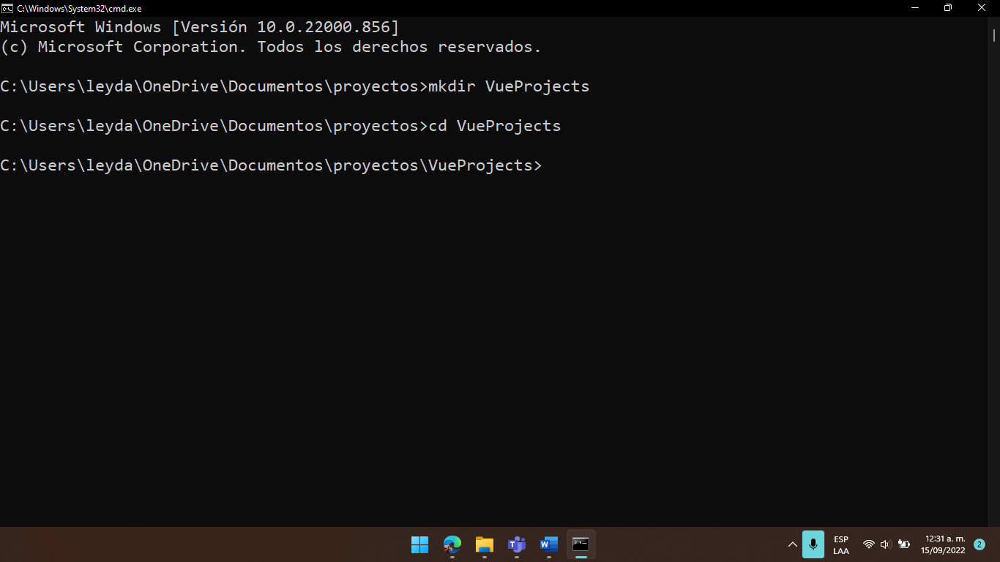 C:\Windows\System32\cmd.exe
Microsoft Windows [Versión 10.0.22000.856]
(c) Microsoft Corporation. Todos los derechos reservados.
C:\Users\leyda\OneDrive\Documentos\proyectos>mkdir VueProjects
C:\Users\leyda\OneDrive\Documentos\proyectos>cd VueProjects
C:\Users\leyda\OneDrive\Documentos\proyectos\VueProjects>
ESP
LAA
12:31 a. m.
15/09/2022
2